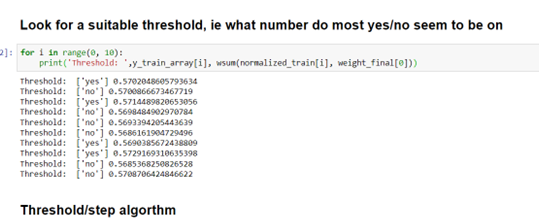 Look for a suitable threshold, ie what number do most yes/no seem to be on
2]: for i in range(0, 10):
print('Threshold: ',y_train_array[i], wsum(normalized_train[i], weight_final[0]))
Threshold: ['yes'] 0.5702048605793634
Threshold: ['no'] 0.5700866673467719
Threshold: ['yes'] 0.5714489820653056
Threshold: ['no'] 0.5698484902970784
Threshold: ['no'] 0.5693394205443639
Threshold: ['no'] 0.5686161904729496
Threshold: ['yes'] 0.5690385672438809
Threshold: ['yes'] 0.5729169310635398
Threshold: ['no'] 0.5685368250826528
Threshold: ['no'] 0.5708706424846622
Threshold/step algorthm